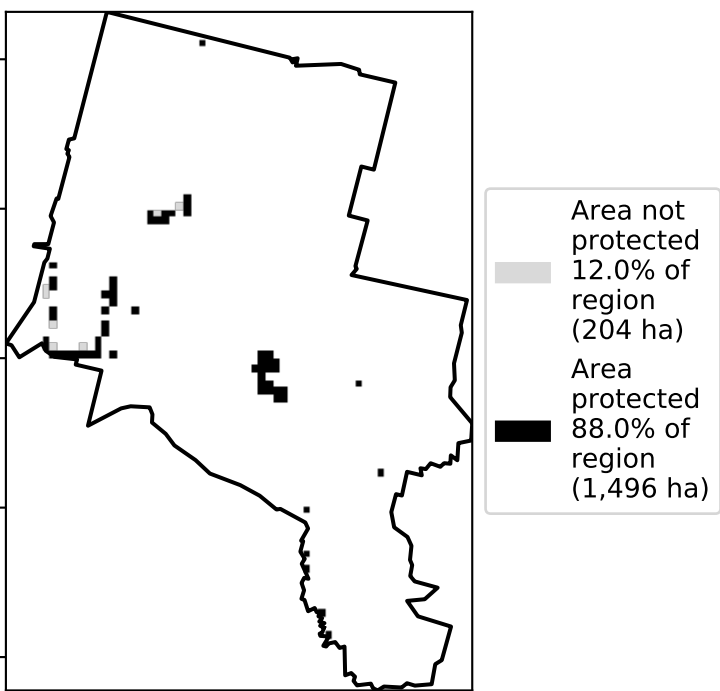 Area not
protected
12.0% of
region
(204 ha)
Area
protected
88.0% of
region
(1,496 ha)